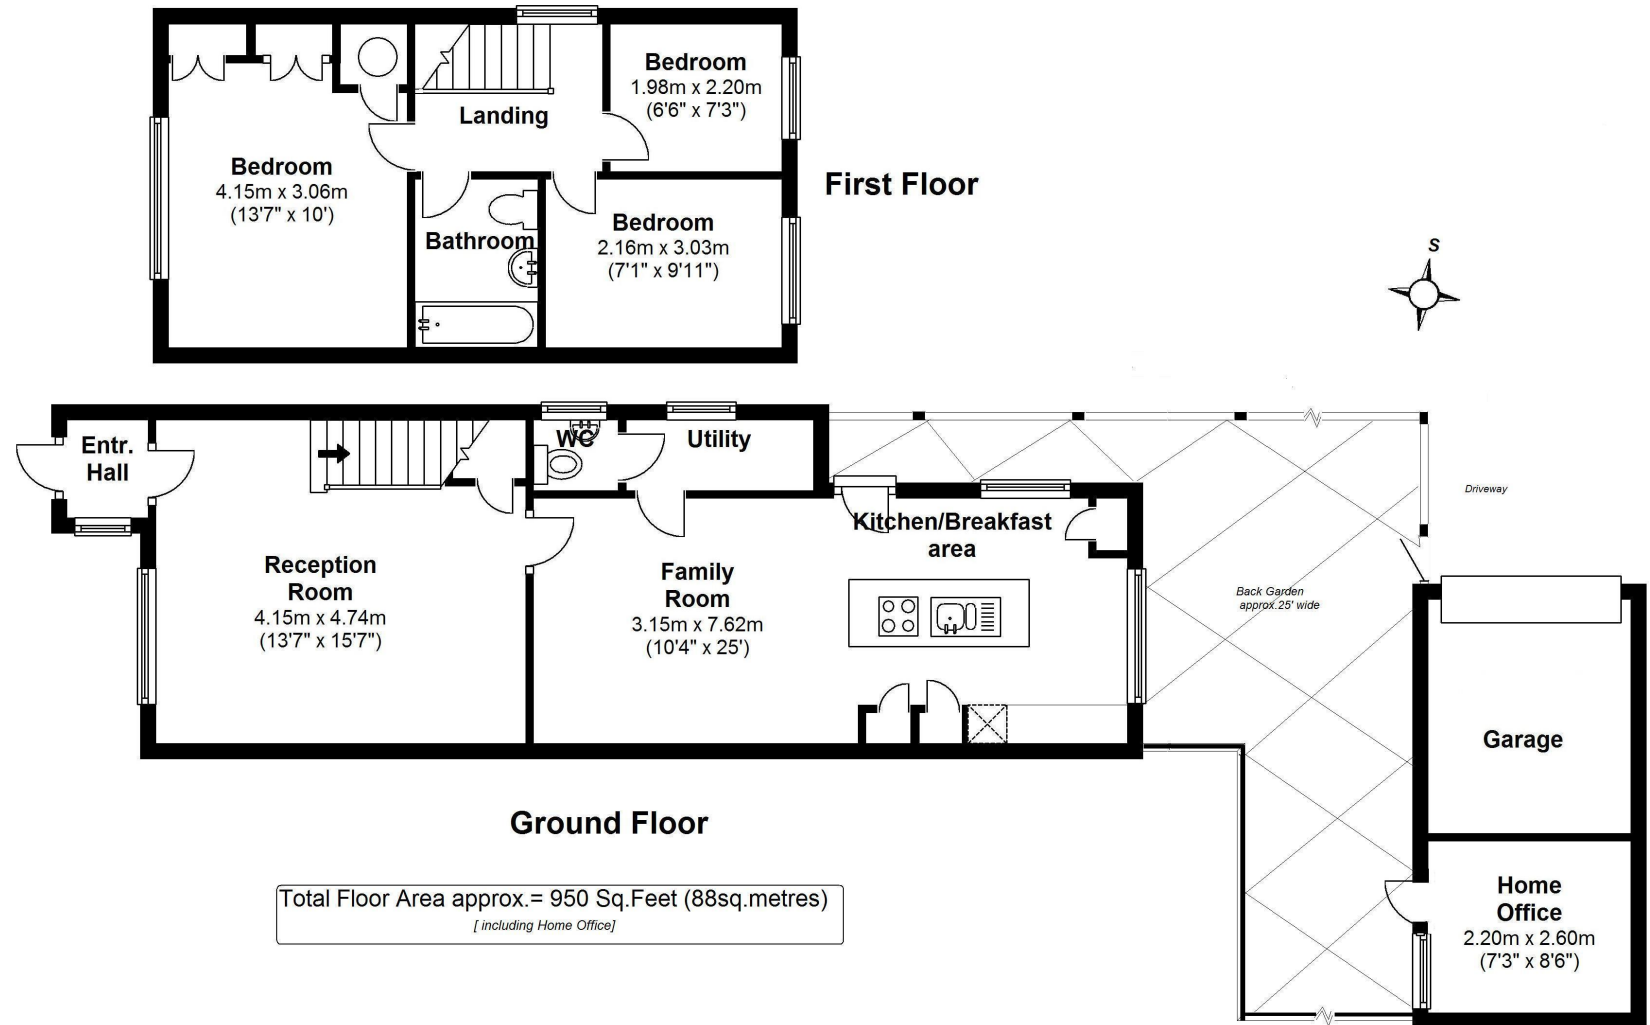 Bedroom
1.98m x 2.20m
(6'6" x 7'3")
Landing
Bedroom
4.15m x 3.06m
(13'7" x 10')
First Floor
Bathroom
Bedroom
2.16m x 3.03m
(7'1" x 9'11")
S
Entr.
Hall
WC
Utility
Driveway
Kitchen/Breakfast
area
Reception
Room
4.15m x 4.74m
(13'7" x 15'7")
Family
Room
3.15m x 7.62m
(10'4" x 25')
Back Garden
approx.25' wide
Garage
Ground Floor
Home
Office
2.20m x 2.60m
(7'3" x 8'6")
Total Floor Area approx.= 950 Sq.Feet (88sq.metres)
[ including Home Office]